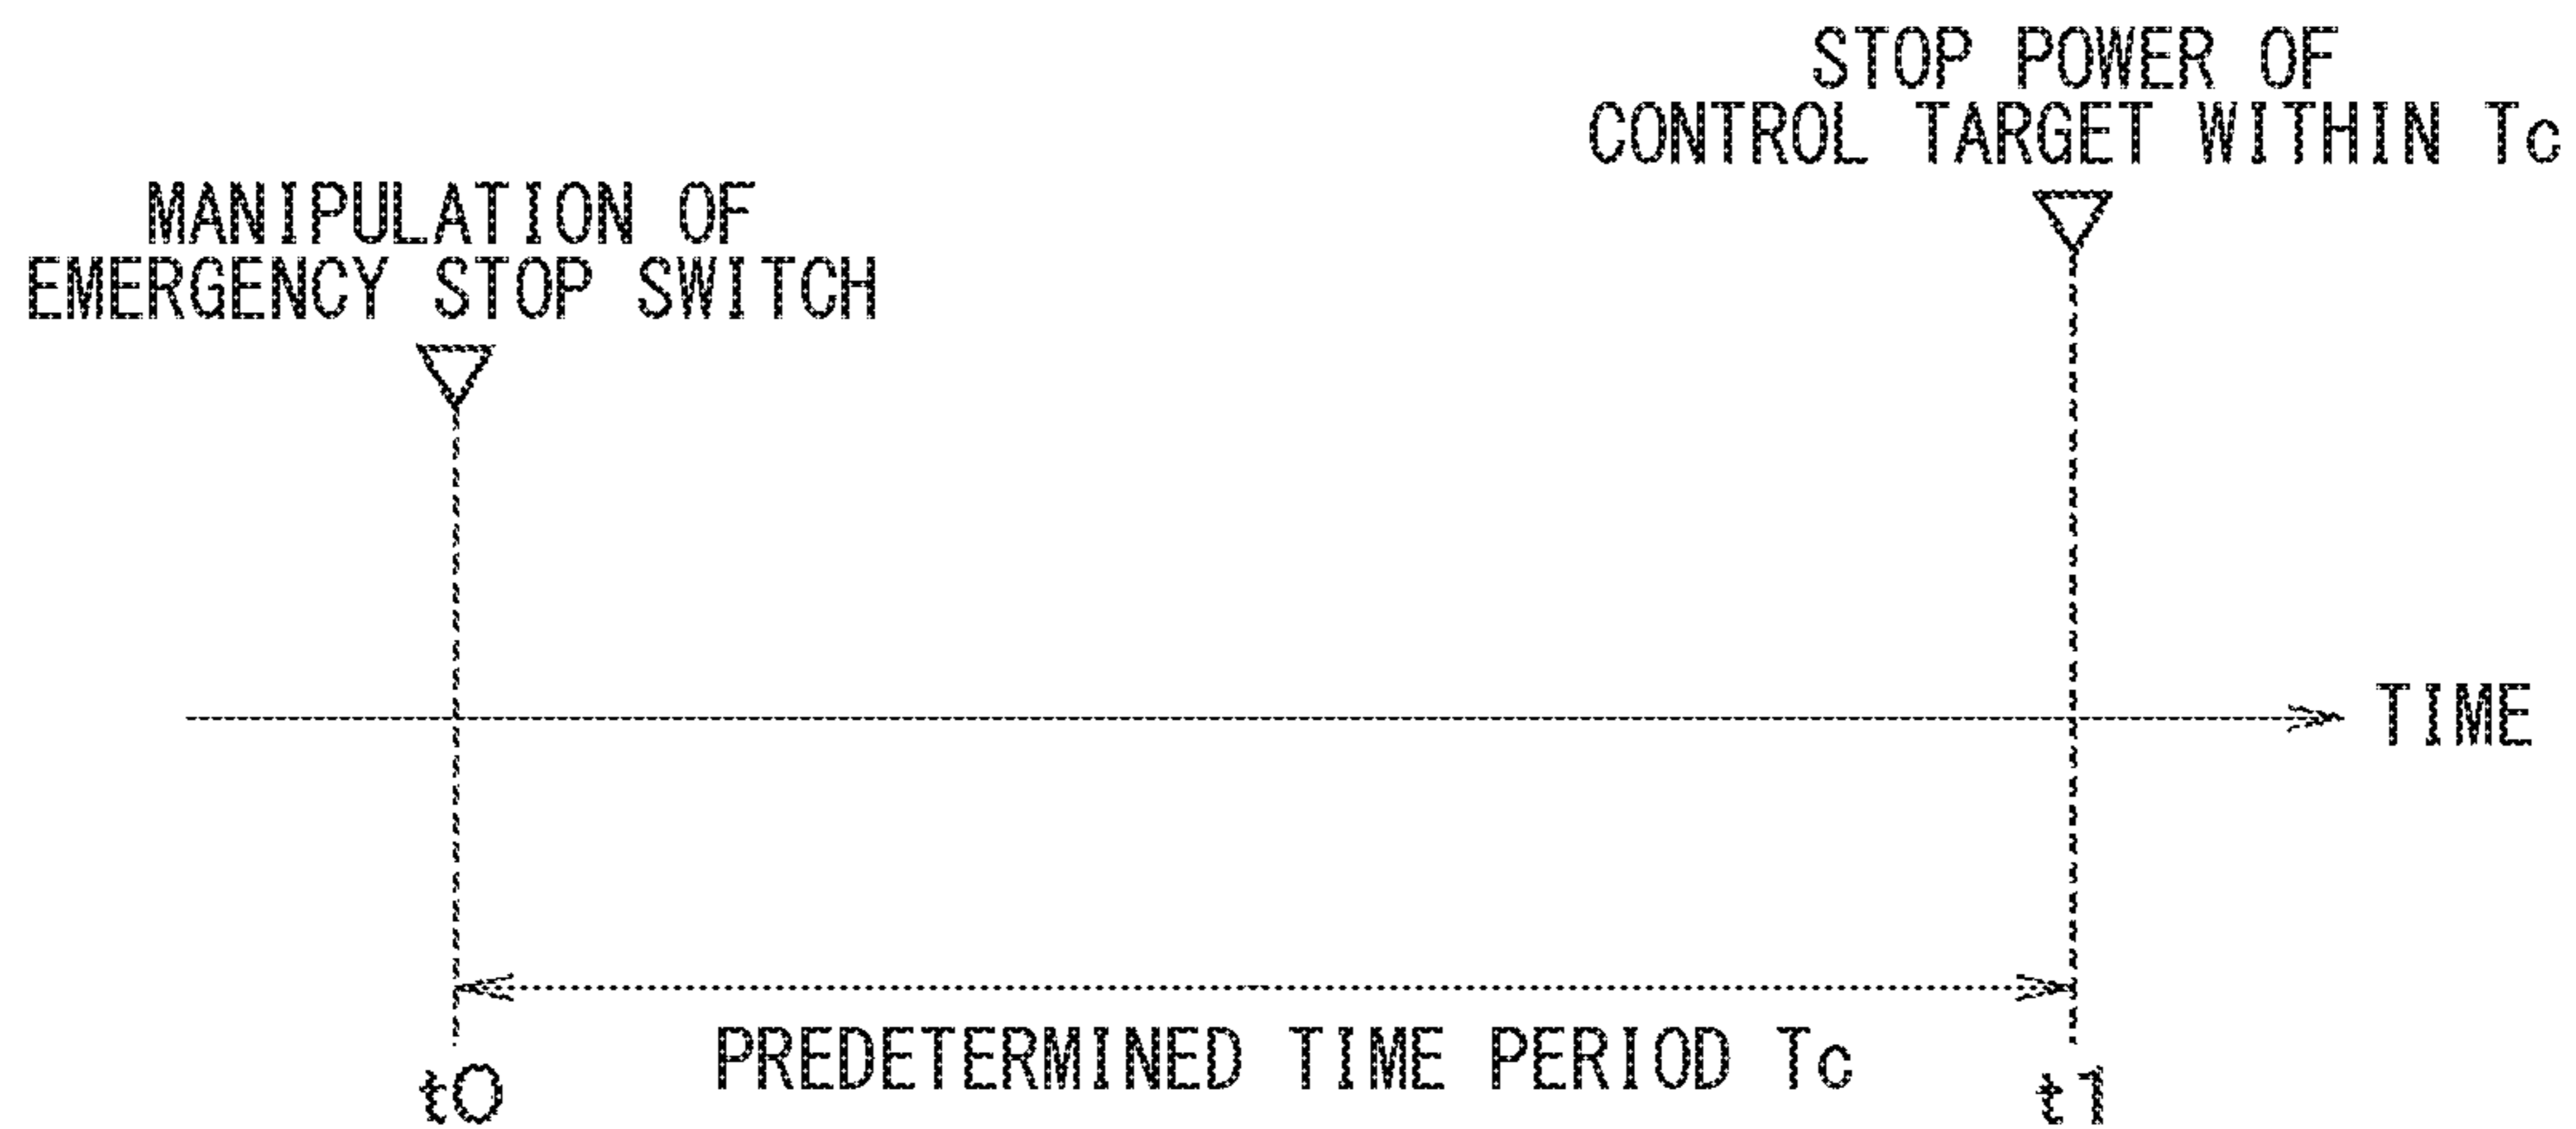 STOP POWER OF
CONTROL TARGET WITHIN Tc
MANIPULATION OF
EMERGENCY STOP SWITCH
TIME
PREDETERMINED TIME PERIOD Tc
t0
t1